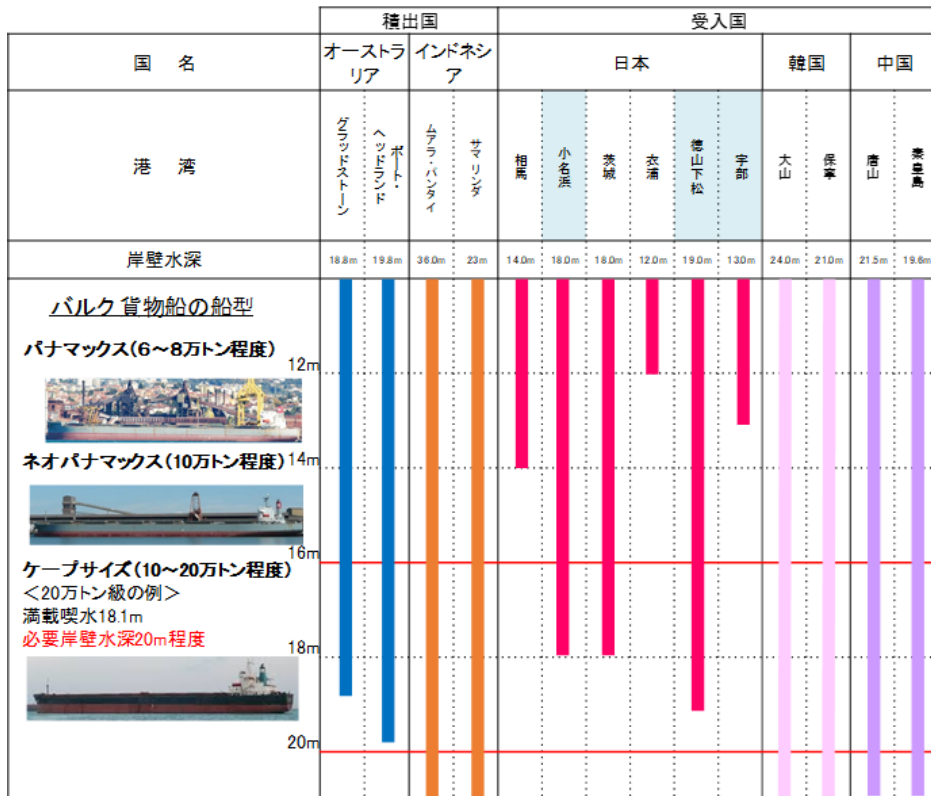 積出国
受入国
国 名
オーストラリア
インドネシア
日本
韓国
中国
港 湾
グラッドストーン
ポート・ヘッドランド
ムアラ・パンタイ
サマリンダ
相馬
小名浜
茨城
衣浦
徳山下松
宇部
大山
保寧
唐山
秦皇島
岸壁水深
18.8m
19.8m
36.0m
23m
14.0m
18.0m
18.0m
12.0m
19.0m
13.0m
24.0m
21.0m
21.5m
19.6m
バルク貨物船の船型
パナマックス(6~8万トン程度)
12m
ネオパナマックス(10万トン程度)
14m
16m
ケープサイズ(10~20万トン程度)
<20万トン級の例>
満載喫水18.1m
必要岸壁水深20m程度
18m
20m